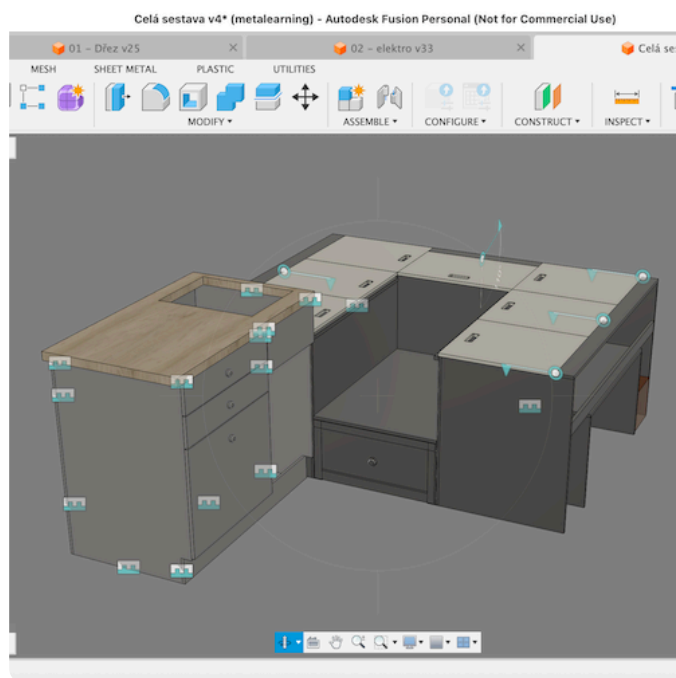 Celá sestava v4* (metalearning) - Autodesk Fusion Personal (Not for Commercial Use)
01 - Dřez v25
02 - elektro v33
Celá se
MESH SHEET METAL PLASTIC UTILITIES
MODIFY ASSEMBLE CONFIGURE CONSTRUCT INSPECT